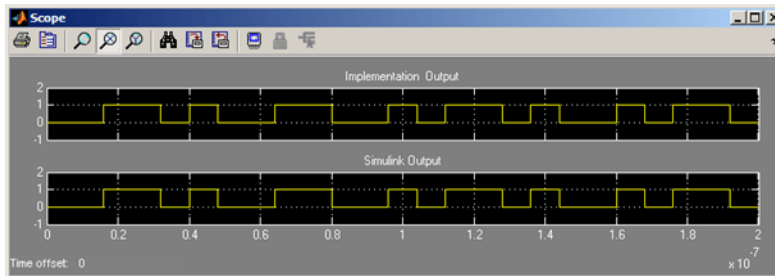 Scope
Implementation Output
2
1
0
-1
Simulink Output
2
1
0
-1
0 0.2 0.4 0.6 0.8 1 1.2 1.4 1.6 1.8 2
Time offset: 0
x 10 -7